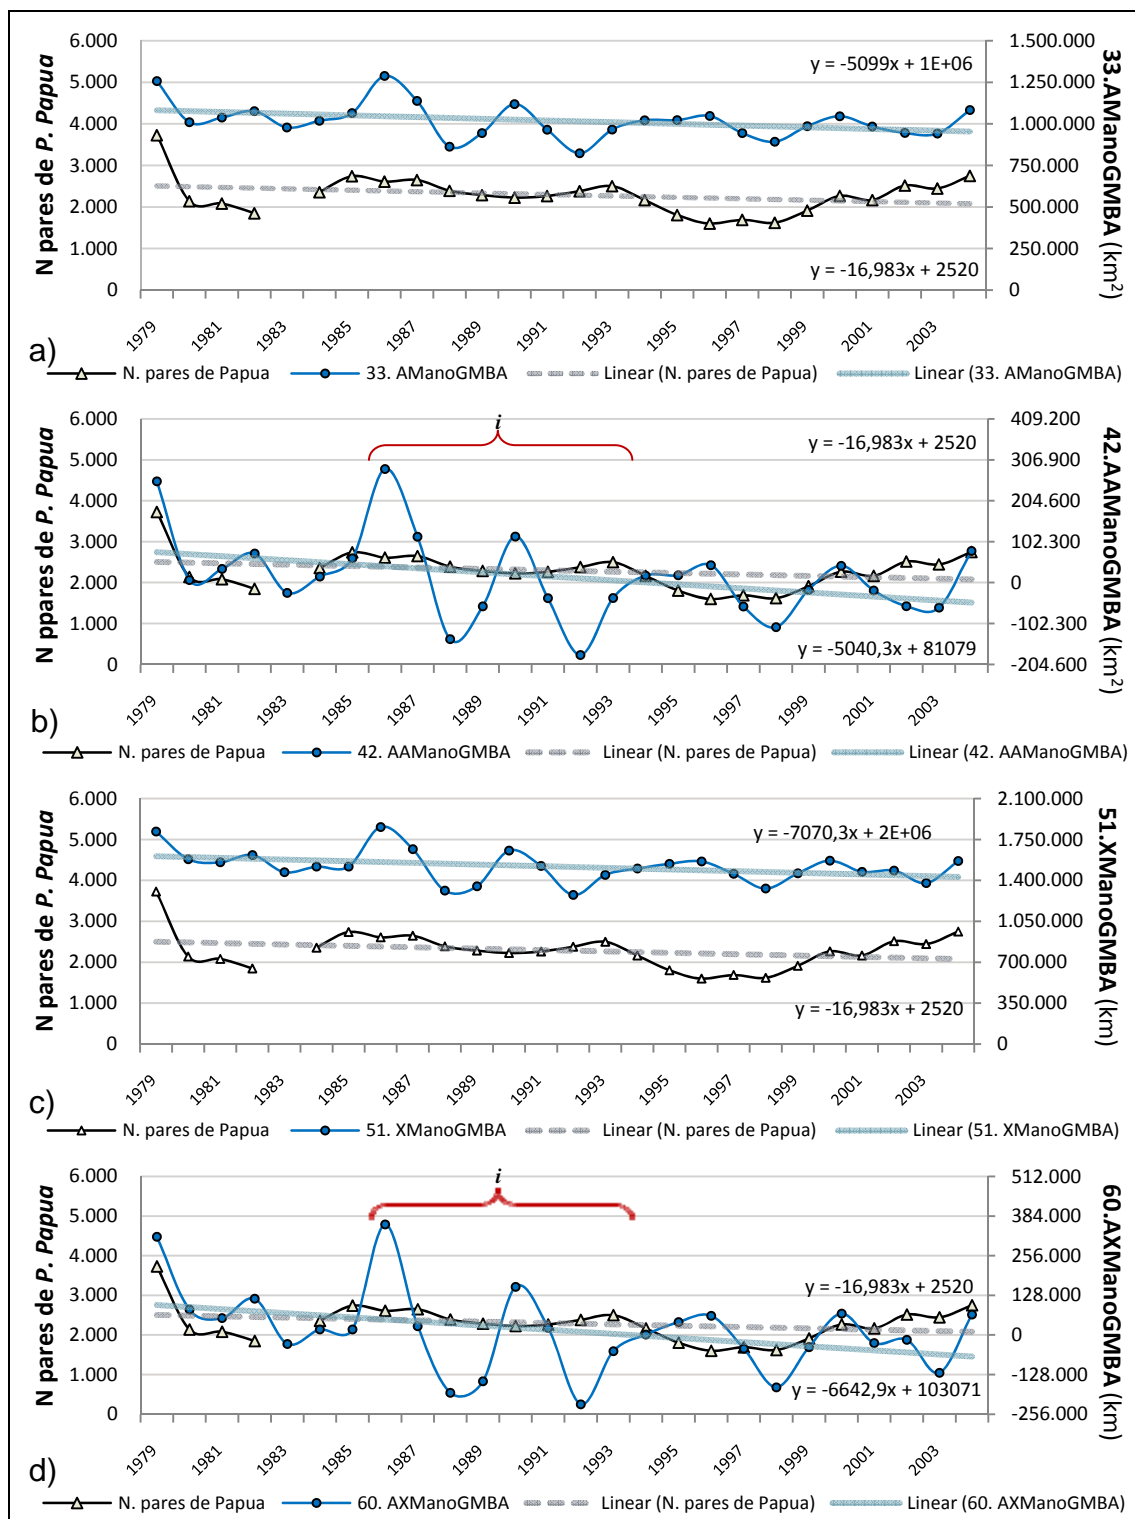 6.000 1.500.000
y = -5099x + 1E+06
5.000 1.250.000
4.000 1.000.000
3.000 750.000
2.000 500.000
1.000 250.000
y = -16,983x + 2520
0 0
N pares de P. Papua
33.AManoGMBA (km2)
1979 1981 1983 1985 1987 1989 1991 1993 1995 1997 1999 2001 2003
a)
N. pares de Papua 33. AManoGMBA Linear (N. pares de Papua) Linear (33. AManoGMBA)
i
6.000 409.200
y = -16,983x + 2520
5.000 306.900
4.000 204.600
3.000 102.300
2.000 0
1.000 -102.300
y = -5040,3x + 81079
0 -204.600
N ppares de P. Papua
42.AAManoGMBA (km2)
1979 1981 1983 1985 1987 1989 1991 1993 1995 1997 1999 2001 2003
b)
N. pares de Papua 42. AAManoGMBA Linear (N. pares de Papua) Linear (42. AAManoGMBA)
6.000 2.100.000
y = -7070,3x + 2E+06
5.000 1.750.000
4.000 1.400.000
3.000 1.050.000
2.000 700.000
1.000 350.000
y = -16,983x + 2520
0 0
N pares de P. Papua
51.XManoGMBA (km)
1979 1981 1983 1985 1987 1989 1991 1993 1995 1997 1999 2001 2003
c)
N. pares de Papua 51. XManoGMBA Linear (N. pares de Papua) Linear (51. XManoGMBA)
i
6.000 512.000
5.000 384.000
4.000 256.000
3.000 128.000
y = -16,983x + 2520
2.000 0
1.000 -128.000
y = -6642,9x + 103071
0 -256.000
N pares de P. Papua
60.AXManoGMBA (km)
1979 1981 1983 1985 1987 1989 1991 1993 1995 1997 1999 2001 2003
d)
N. pares de Papua 60. AXManoGMBA Linear (N. pares de Papua) Linear (60. AXManoGMBA)